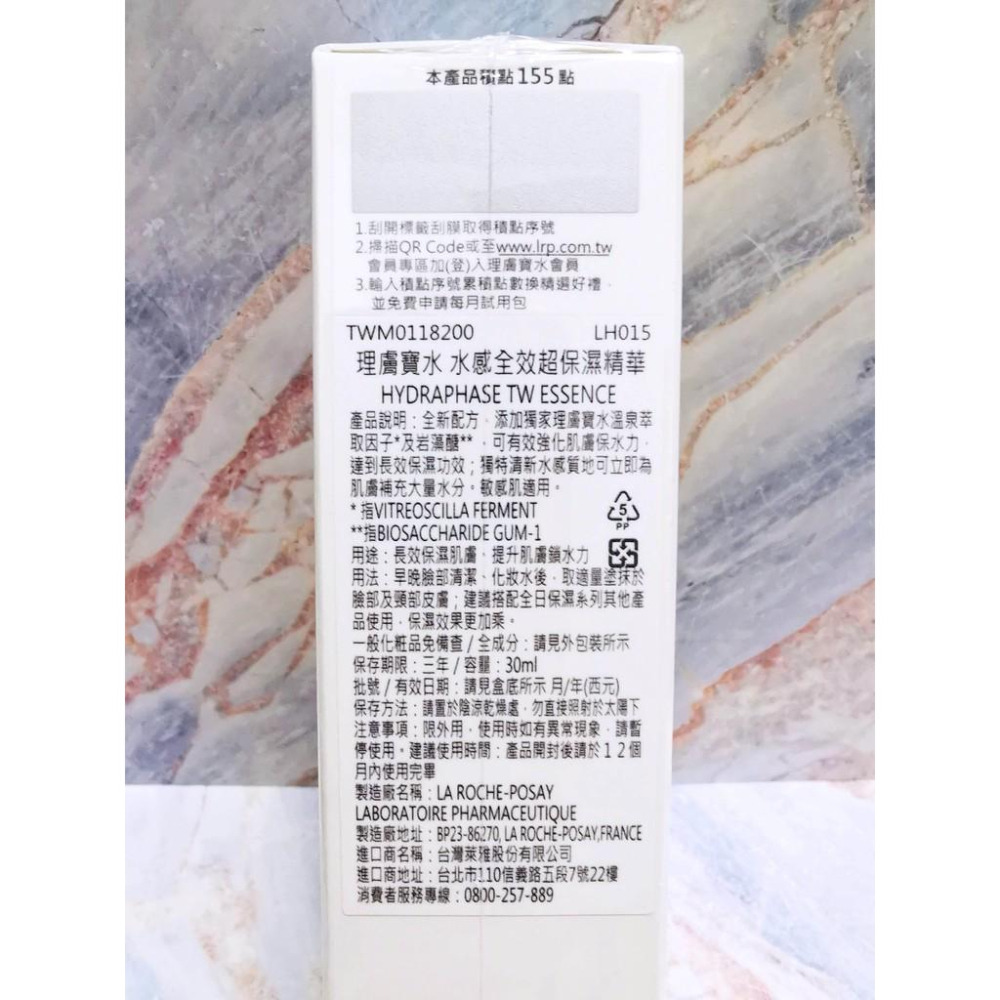 本產品積點155點
1.刮開標籤刮膜取得積點序號
2.掃描QR Code或至www.lrp.com.tw
會員專區加(登)入理膚寶水會員
3.輸入積點序號累積點數換精選好禮，
並免費申請每月試用包
TWM0118200 LH015
理膚寶水 水感全效超保濕精華
HYDRAPHASE TW ESSENCE
產品說明：全新配方，添加獨家理膚寶水溫泉萃
取因子*及岩藻醣**，可有效強化肌膚保水力，
達到長效保濕功效；獨特清新水感質地可立即為
肌膚補充大量水分。敏感肌適用。
* 指VITREOSCILLA FERMENT
**指BIOSACCHARIDE GUM-1
5
PP
用途：長效保濕肌膚，提升肌膚鎖水力
用法：早晚臉部清潔、化妝水後，取適量塗抹於
臉部及頸部皮膚；建議搭配全日保濕系列其他產
品使用，保濕效果更加乘。
一般化粧品免備查 / 全成分：請見外包裝所示
保存期限：三年 / 容量：30ml
批號 / 有效日期：請見盒底所示 月/年(西元)
保存方法：請置於陰涼乾燥處，勿直接照射於太陽下
注意事項：限外用，使用時如有異常現象，請暫
停使用。建議使用時間：產品開封後請於12個
月內使用完畢
製造廠名稱：LA ROCHE-POSAY
LABORATOIRE PHARMACEUTIQUE
製造廠地址：BP23-86270, LA ROCHE-POSAY,FRANCE
進口商名稱：台灣萊雅股份有限公司
進口商地址：台北市110信義路五段7號22樓
消費者服務專線：0800-257-889